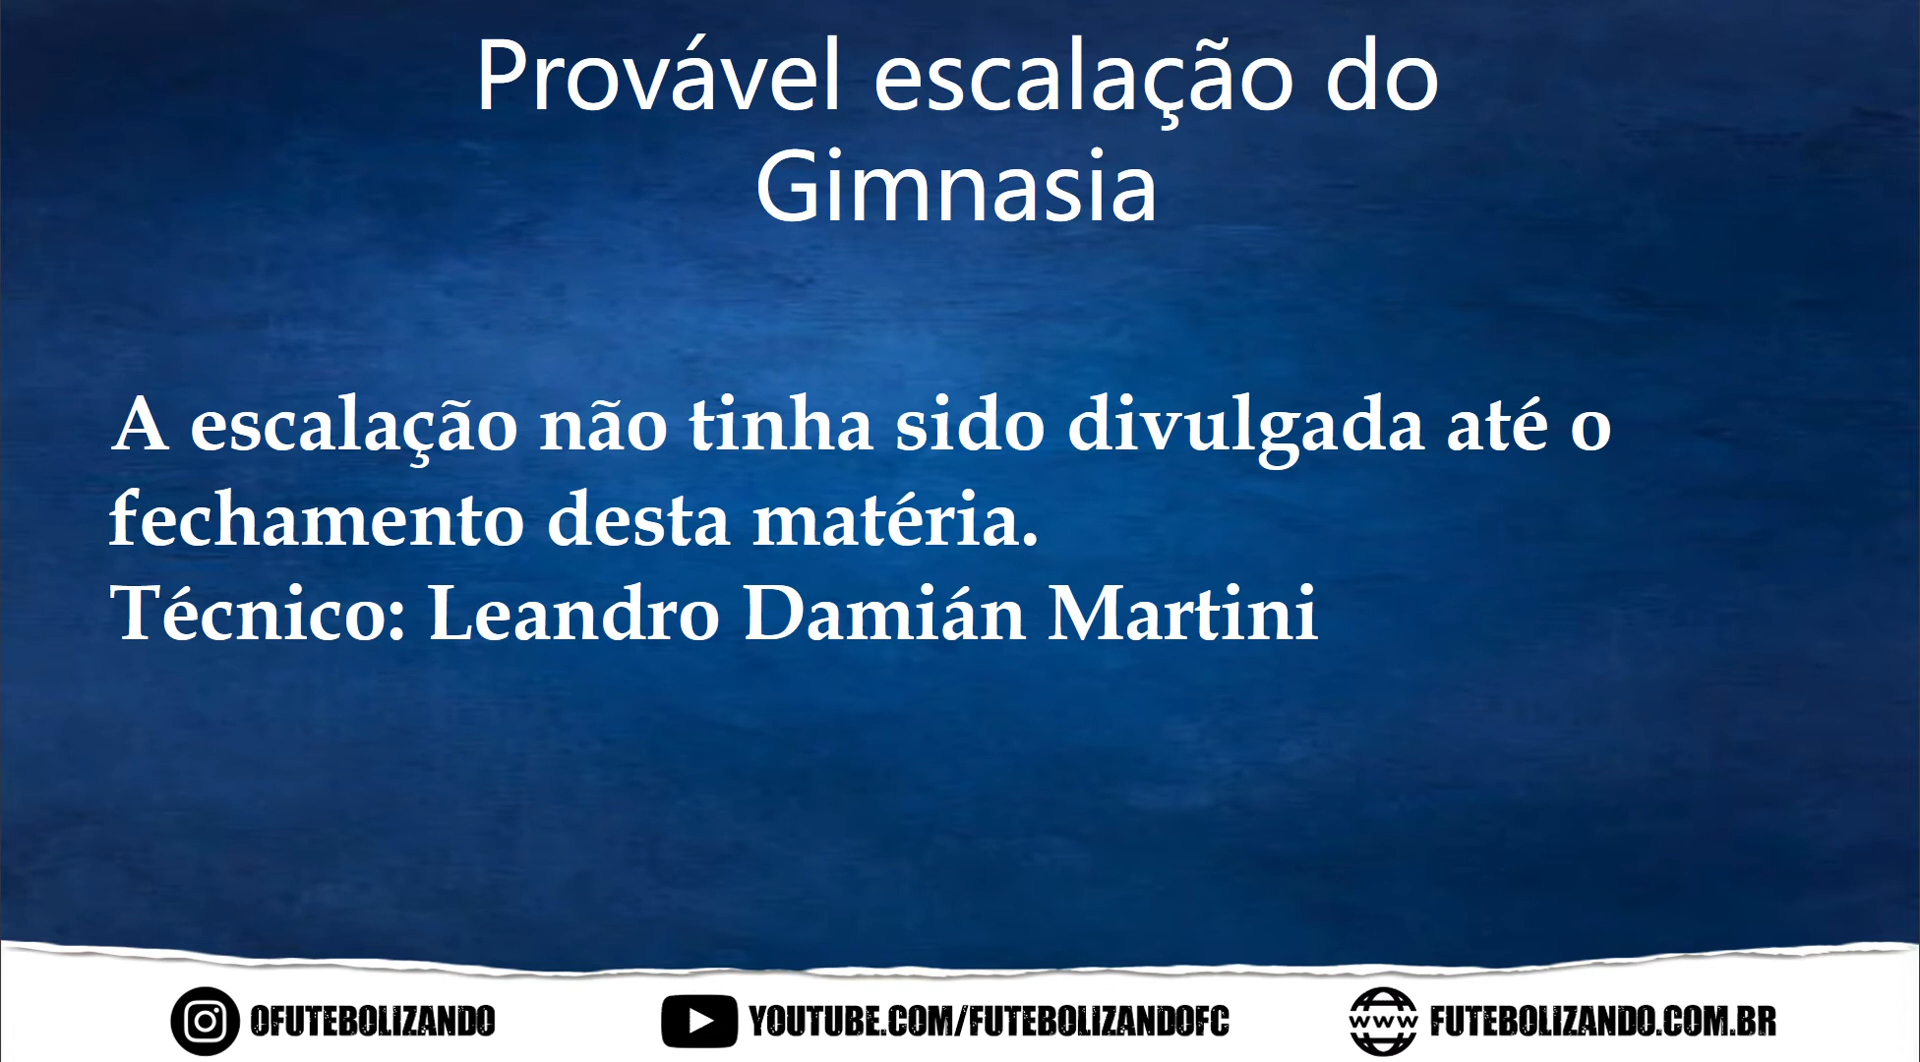 Provável escalação do
Gimnasia
A escalação não tinha sido divulgada até o
fechamento desta matéria.
Técnico: Leandro Damián Martini
OFUTEBOLIZANDO
YOUTUBE.COM/FUTEBOLIZANDOFC
www
FUTEBOLIZANDO.COM.BR